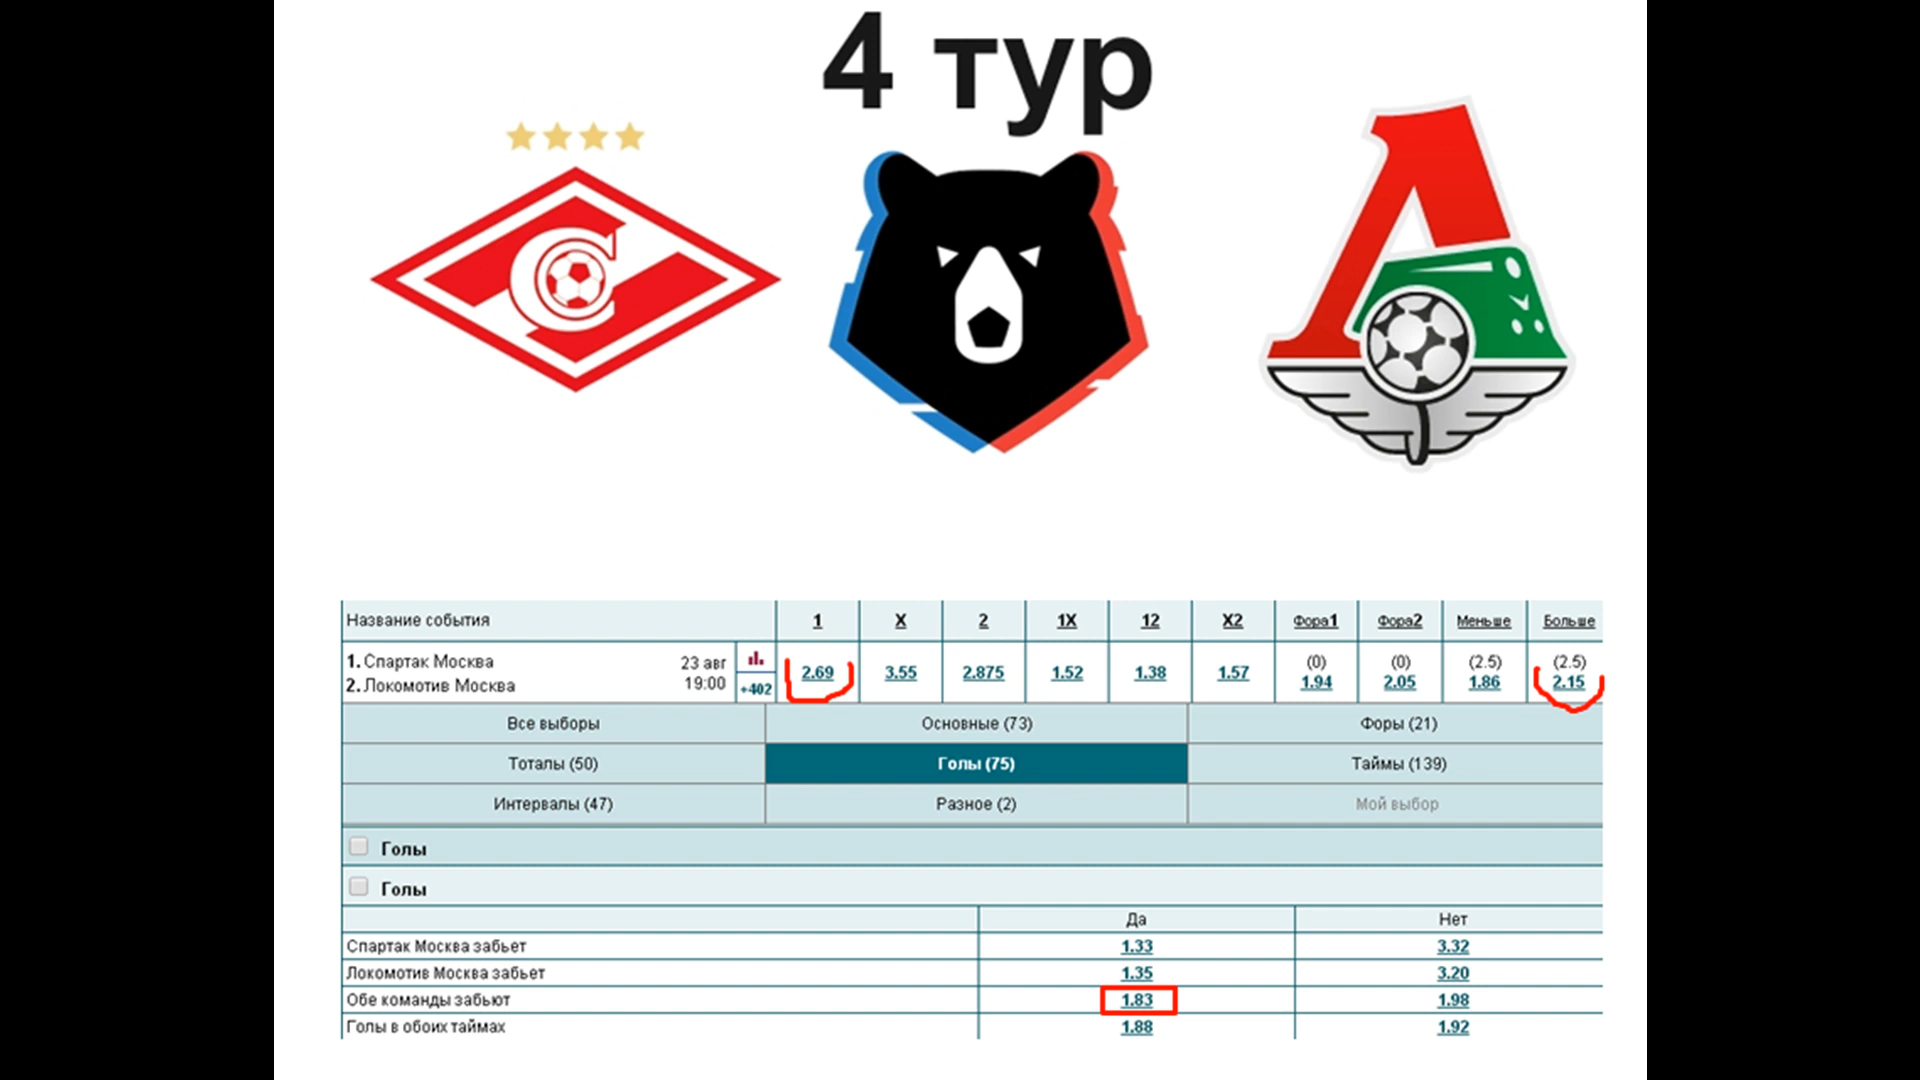 4 тур
Название события 1 X 2 1X 12 X2 Фора1 Фора2 Меньше Больше
1. Спартак Москва 23 авг (0) (0) (2.5) (2.5)
2.69 3.55 2.875 1.52 1.38 1.57
2. Локомотив Москва 19:00 +402 1.94 2.05 1.86 2.15
Все выборы Основные (73) Форы (21)
Тоталы (50) Голы (75) Таймы (139)
Интервалы (47) Разное (2) Мой выбор
Голы
Голы
Да Нет
Спартак Москва забьет 1.33 3.32
Локомотив Москва забьет 1.35 3.20
Обе команды забьют 1.83 1.98
Голы в обоих таймах 1.88 1.92